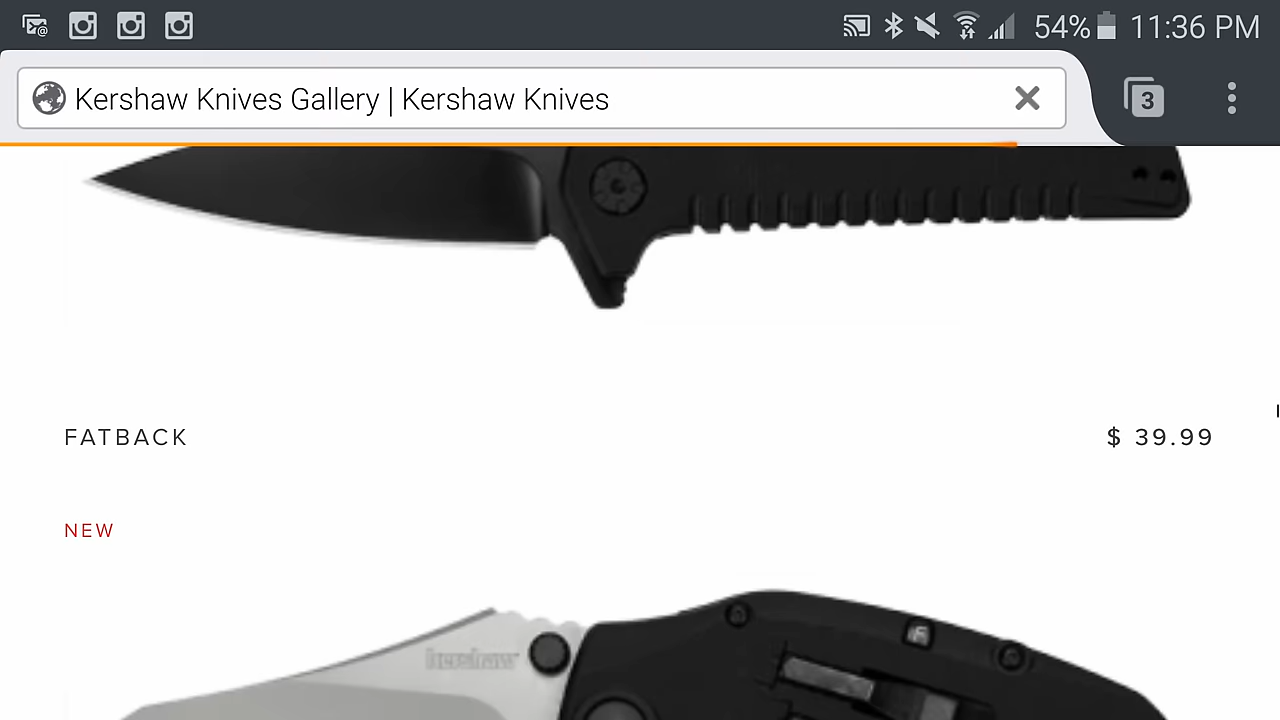 54% 11:36 PM
Kershaw Knives Gallery | Kershaw Knives
3
FATBACK
$ 39.99
NEW
kershaw